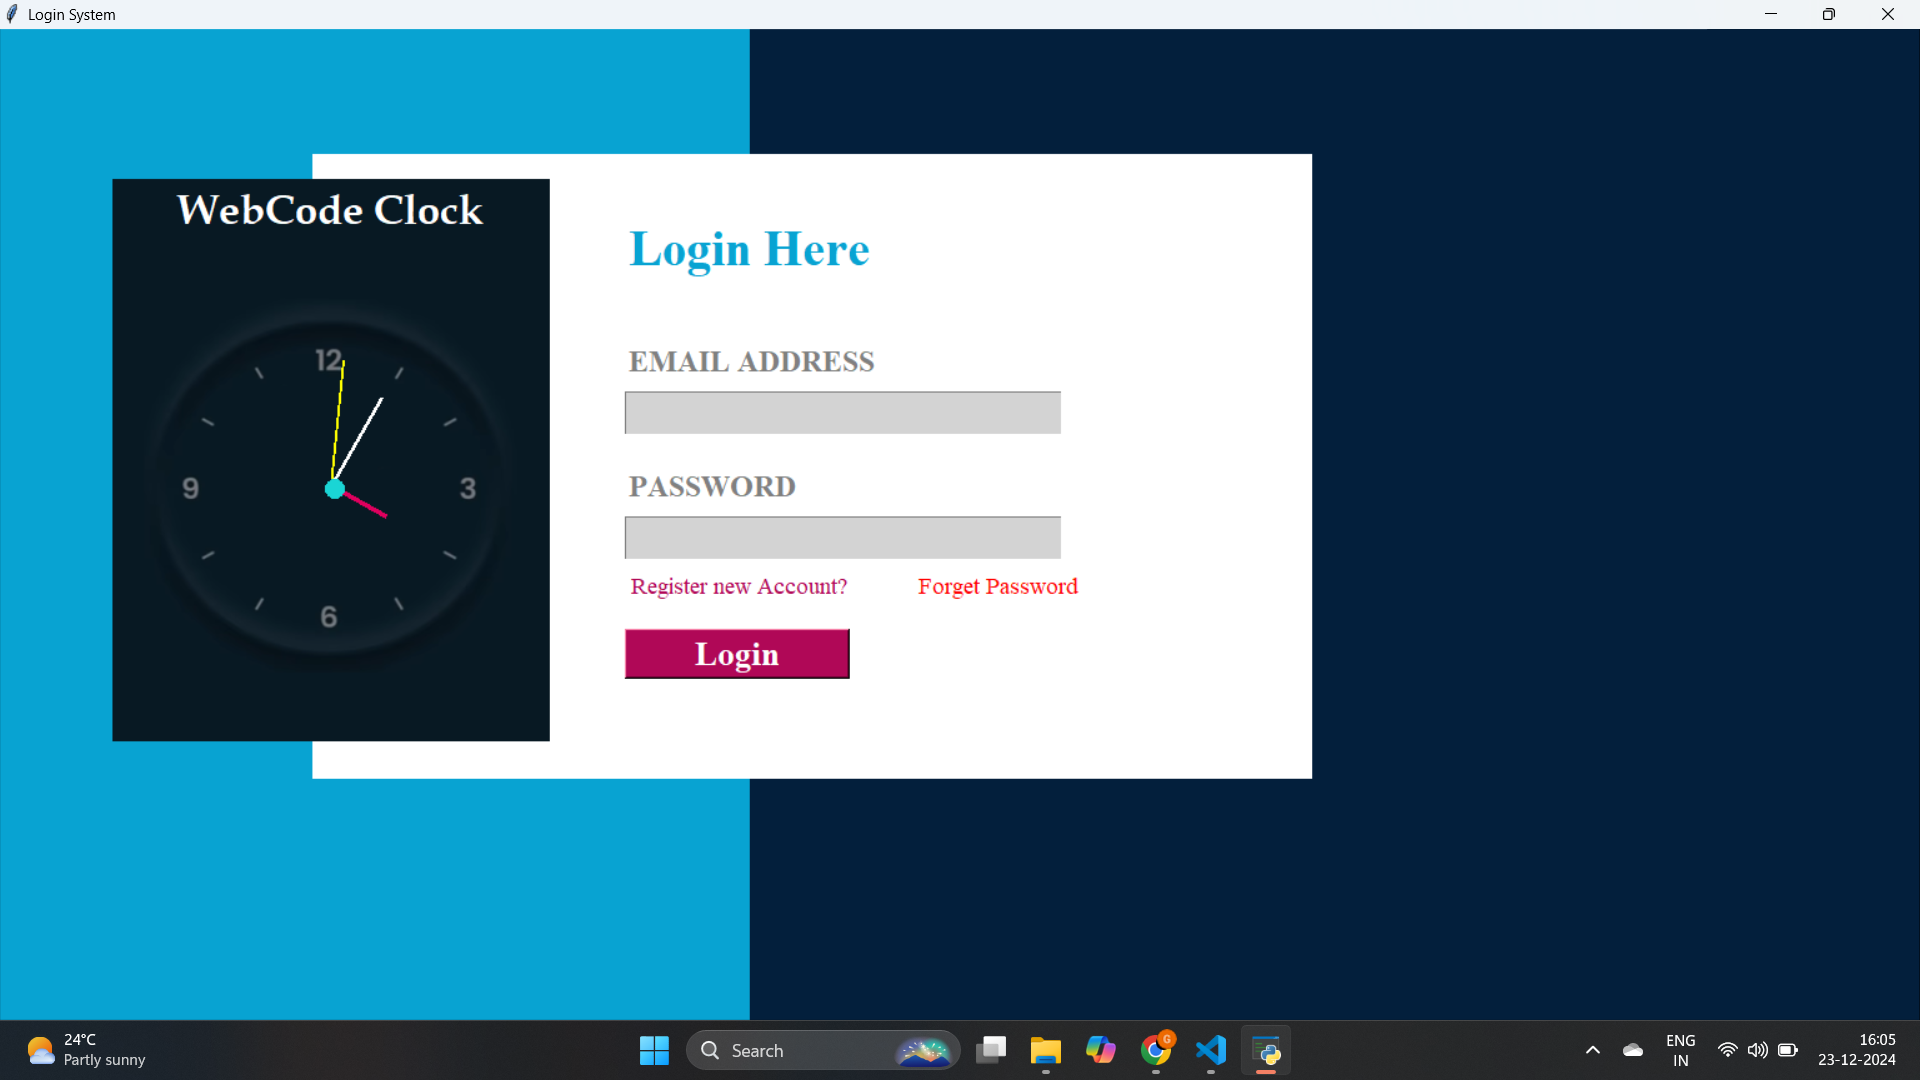 Login System
WebCode Clock
12
9
3
6
Login Here
EMAIL ADDRESS
PASSWORD
Register new Account?
Forget Password
Login
24°C
Partly sunny
Search
G
ENG
IN
16:05
23-12-2024